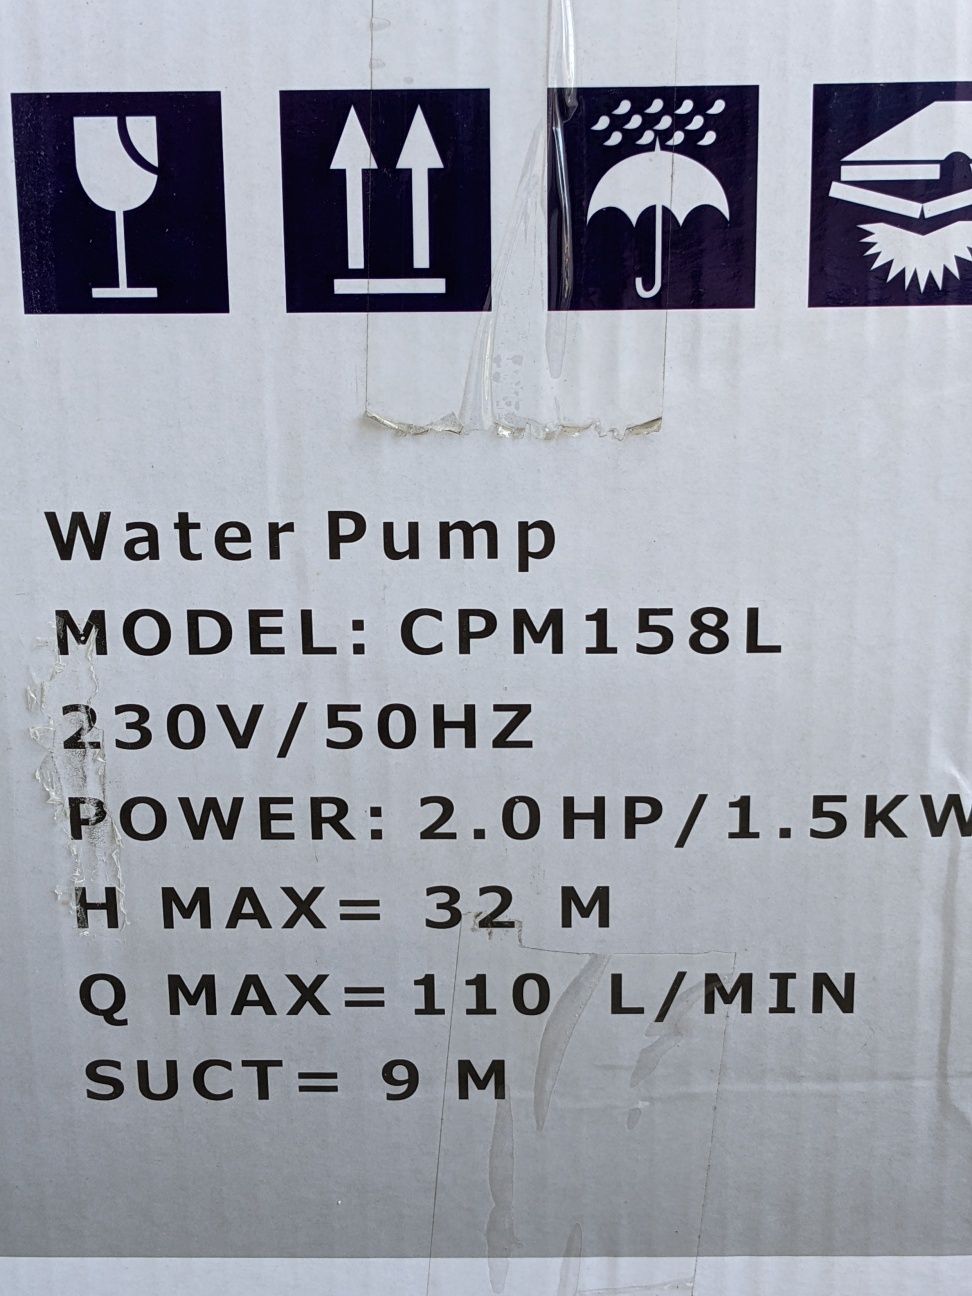 Water Pump
MODEL: CPM158L
230V/50HZ
POWER: 2.0HP/1.5KW
H MAX= 32 M
Q MAX=110 L/MIN
SUCT= 9 M